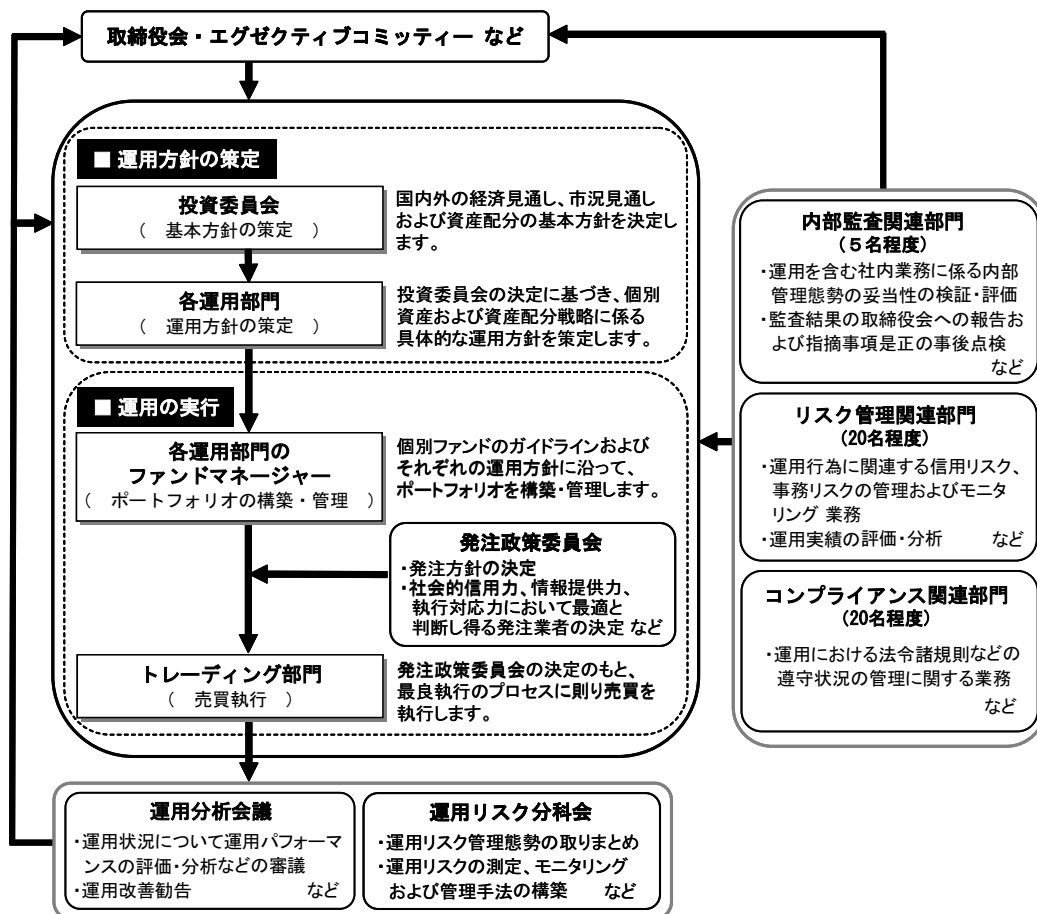 取締役会・エグゼクティブコミッティー など
■ 運用方針の策定
投資委員会
（ 基本方針の策定 ）
国内外の経済見通し、市況見通し
および資産配分の基本方針を決定し
ます。
各運用部門
（ 運用方針の策定 ）
投資委員会の決定に基づき、個別
資産および資産配分戦略に係る
具体的な運用方針を策定します。
■ 運用の実行
各運用部門の
ファンドマネージャー
（ ポートフォリオの構築・管理 ）
個別ファンドのガイドラインおよび
それぞれの運用方針に沿って、
ポートフォリオを構築・管理します。
発注政策委員会
・発注方針の決定
・社会的信用力、情報提供力、
執行対応力において最適と
判断し得る発注業者の決定 など
トレーディング部門
（ 売買執行 ）
発注政策委員会の決定のもと、
最良執行のプロセスに則り売買を
執行します。
内部監査関連部門
（５名程度）
・運用を含む社内業務に係る内部
管理態勢の妥当性の検証・評価
・監査結果の取締役会への報告お
よび指摘事項是正の事後点検
など
リスク管理関連部門
（20名程度）
・運用行為に関連する信用リスク、
事務リスクの管理およびモニタ
リング 業務
・運用実績の評価・分析 など
コンプライアンス関連部門
（20名程度）
・運用における法令諸規則などの
遵守状況の管理に関する業務
など
運用分析会議
・運用状況について運用パフォーマ
ンスの評価・分析などの審議
・運用改善勧告 など
運用リスク分科会
・運用リスク管理態勢の取りまとめ
・運用リスクの測定、モニタリング
および管理手法の構築 など